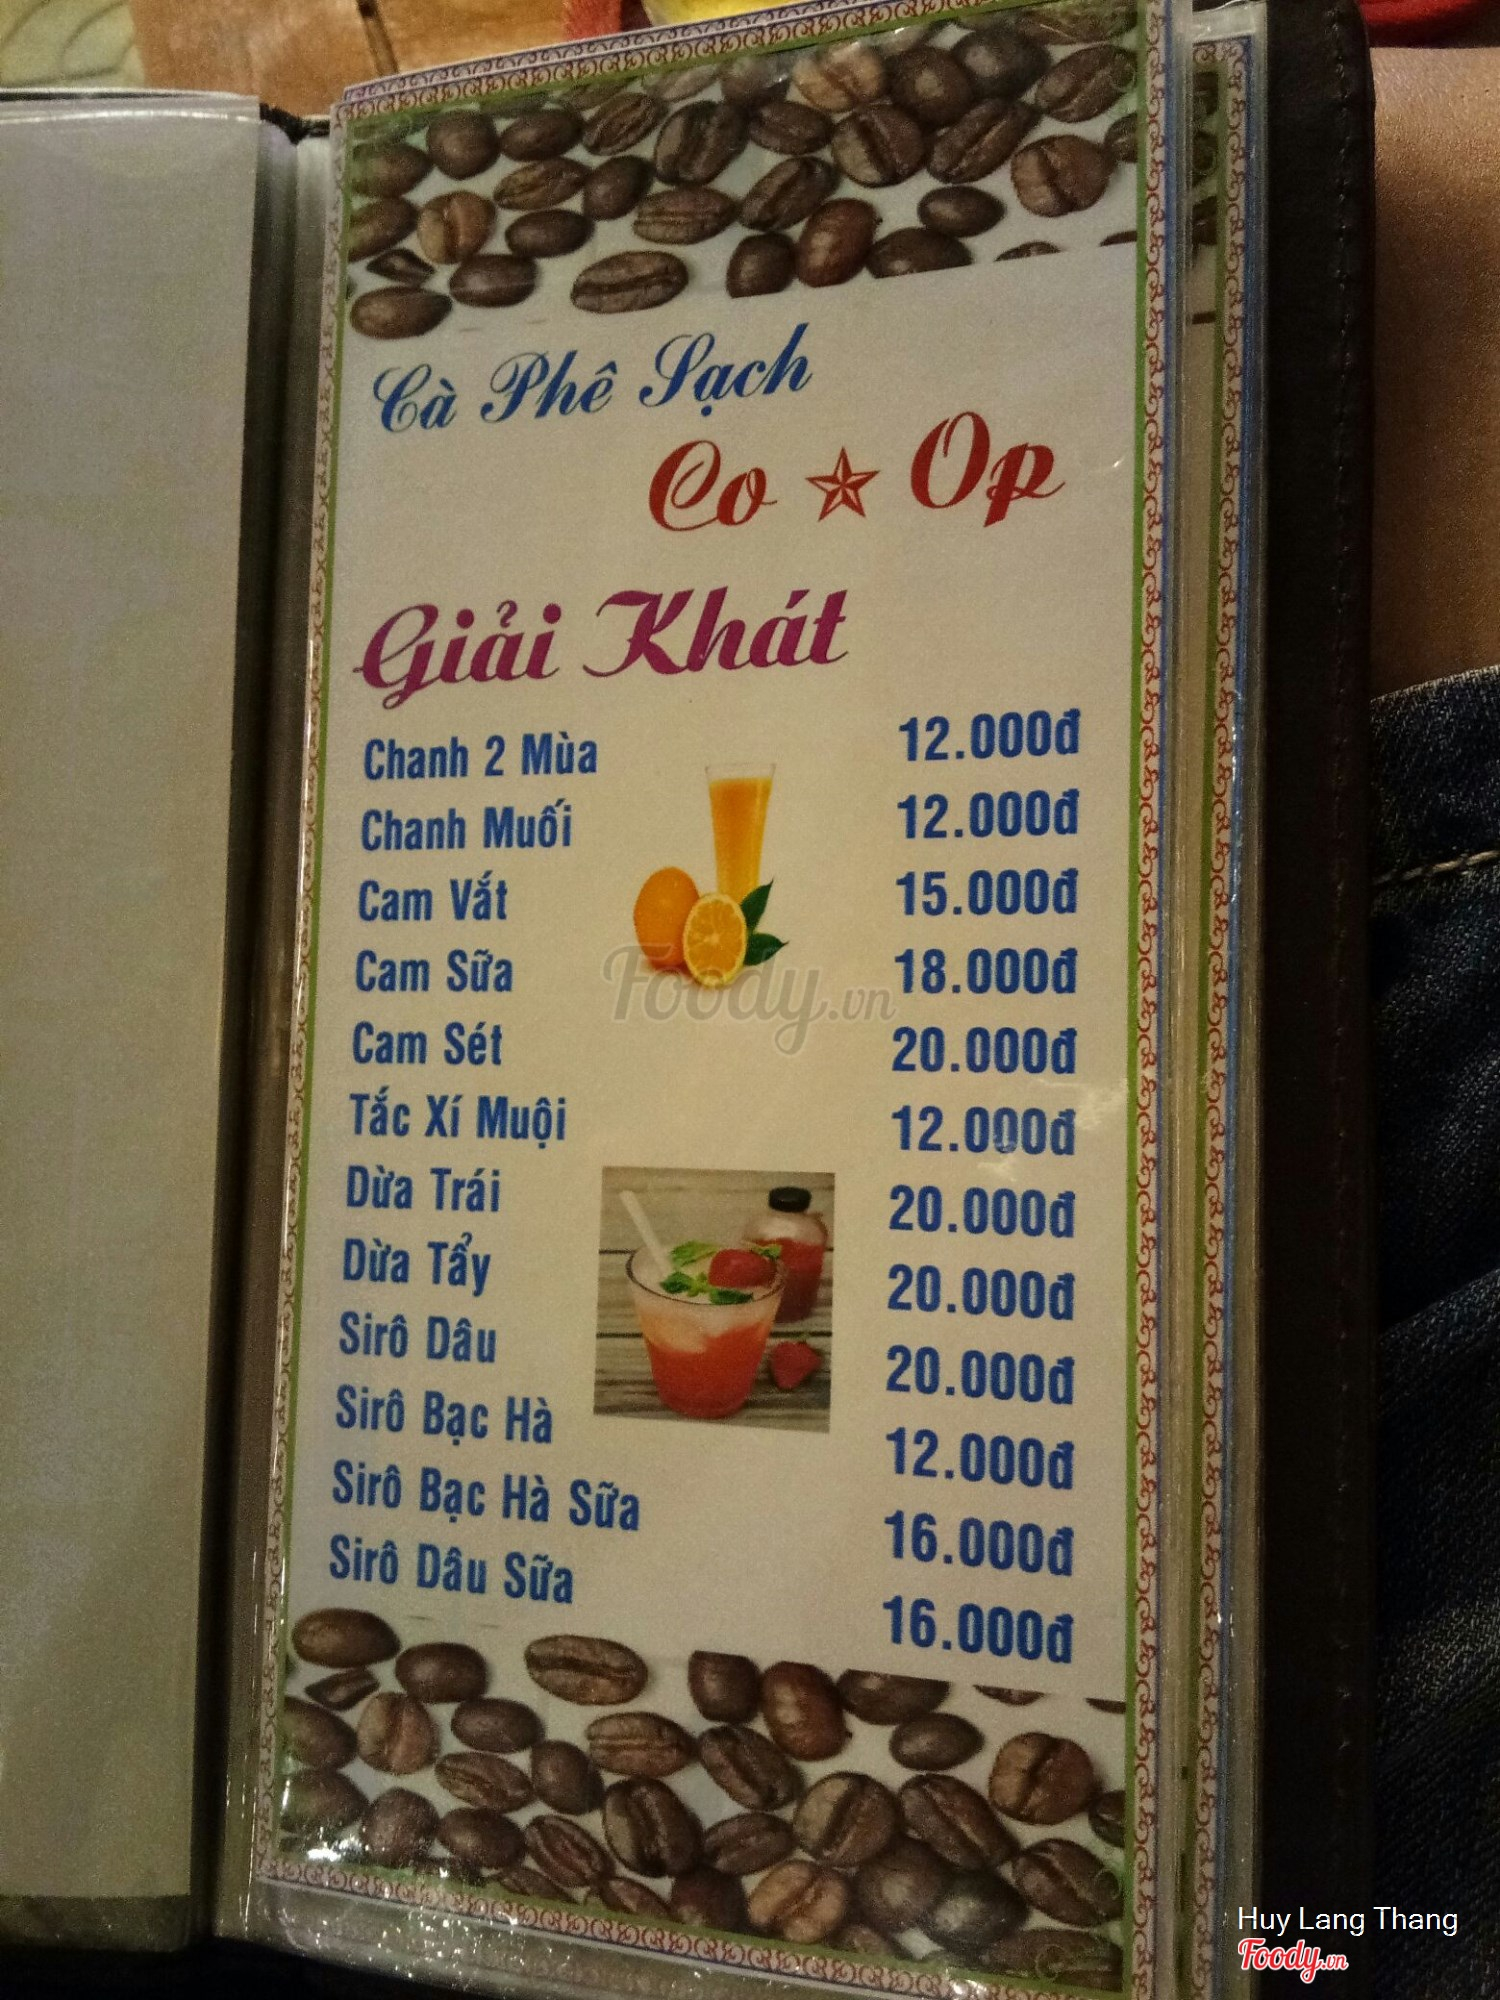 Cà Phê Sạch
Co ★ Op
Giải Khát
Chanh 2 Mùa 12.000đ
Chanh Muối 12.000đ
Cam Vắt 15.000đ
Cam Sữa 18.000đ
Cam Sét 20.000đ
Tắc Xí Muội 12.000đ
Dừa Trái 20.000đ
Dừa Tẩy 20.000đ
Sirô Dâu 20.000đ
Sirô Bạc Hà 12.000đ
Sirô Bạc Hà Sữa 16.000đ
Sirô Dâu Sữa 16.000đ
Foody.vn
Huy Lang Thang
Foody.vn